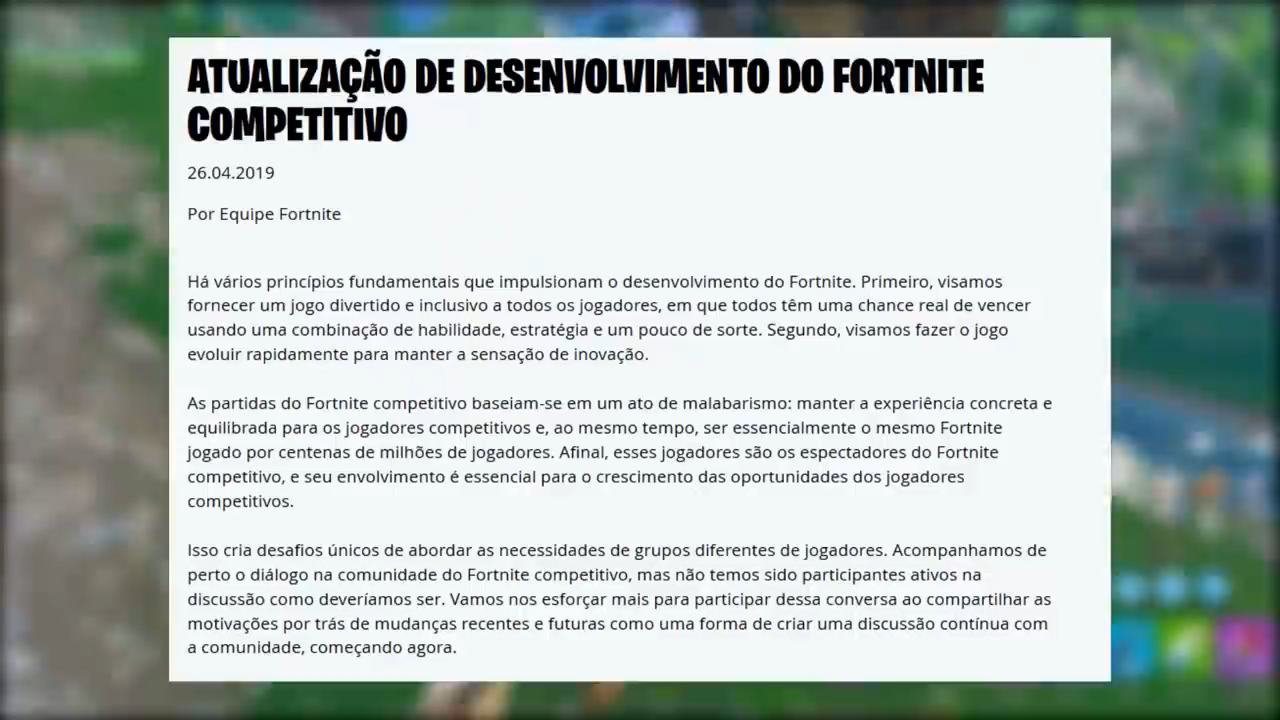 ATUALIZAÇÃO DE DESENVOLVIMENTO DO FORTNITE
COMPETITIVO
26.04.2019
Por Equipe Fortnite
Há vários princípios fundamentais que impulsionam o desenvolvimento do Fortnite. Primeiro, visamos
fornecer um jogo divertido e inclusivo a todos os jogadores, em que todos têm uma chance real de vencer
usando uma combinação de habilidade, estratégia e um pouco de sorte. Segundo, visamos fazer o jogo
evoluir rapidamente para manter a sensação de inovação.
As partidas do Fortnite competitivo baseiam-se em um ato de malabarismo: manter a experiência concreta e
equilibrada para os jogadores competitivos e, ao mesmo tempo, ser essencialmente o mesmo Fortnite
jogado por centenas de milhões de jogadores. Afinal, esses jogadores são os espectadores do Fortnite
competitivo, e seu envolvimento é essencial para o crescimento das oportunidades dos jogadores
competitivos.
Isso cria desafios únicos de abordar as necessidades de grupos diferentes de jogadores. Acompanhamos de
perto o diálogo na comunidade do Fortnite competitivo, mas não temos sido participantes ativos na
discussão como deveríamos ser. Vamos nos esforçar mais para participar dessa conversa ao compartilhar as
motivações por trás de mudanças recentes e futuras como uma forma de criar uma discussão contínua com
a comunidade, começando agora.